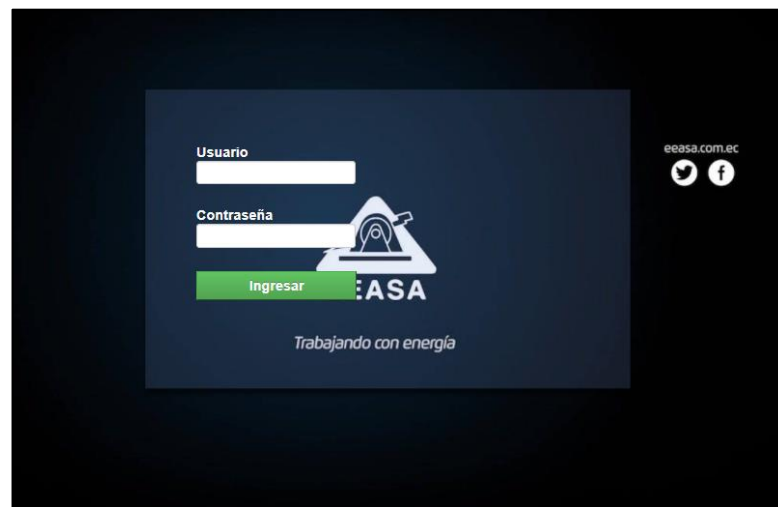 Usuario
eeasa.com.ec
Contraseña
Ingresar
EASA
Trabajando con energía